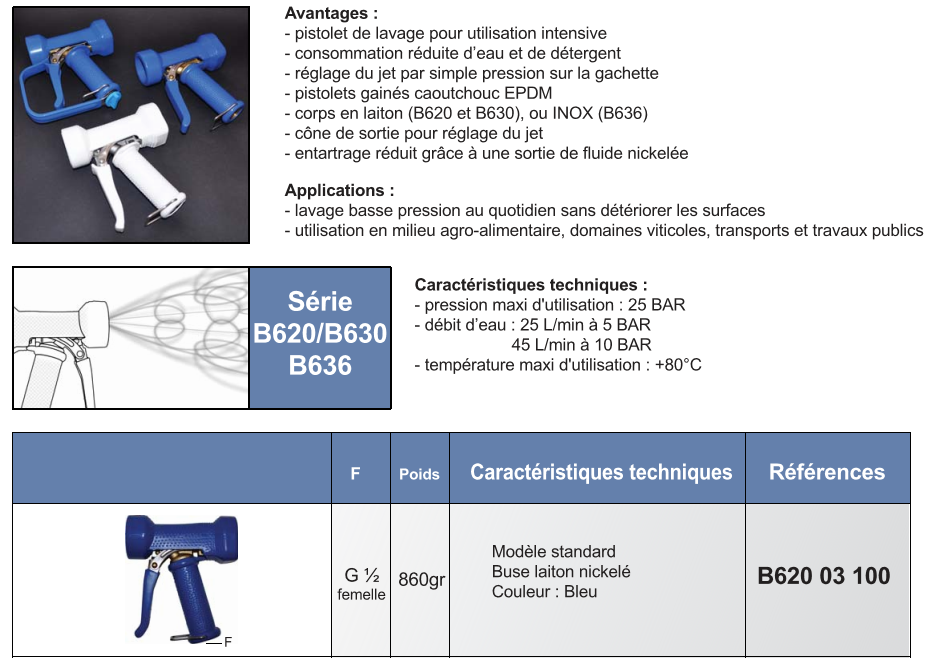 Avantages :
- pistolet de lavage pour utilisation intensive
- consommation réduite d’eau et de détergent
- réglage du jet par simple pression sur la gachette
- pistolets gainés caoutchouc EPDM
- corps en laiton (B620 et B630), ou INOX (B636)
- cône de sortie pour réglage du jet
- entartrage réduit grâce à une sortie de fluide nickelée
Applications :
- lavage basse pression au quotidien sans détériorer les surfaces
- utilisation en milieu agro-alimentaire, domaines viticoles, transports et travaux publics
Série
B620/B630
B636
Caractéristiques techniques :
- pression maxi d'utilisation : 25 BAR
- débit d’eau : 25 L/min à 5 BAR
45 L/min à 10 BAR
- température maxi d'utilisation : +80°C
F
Poids
Caractéristiques techniques
Références
F
G ½
femelle
860gr
Modèle standard
Buse laiton nickelé
Couleur : Bleu
B620 03 100